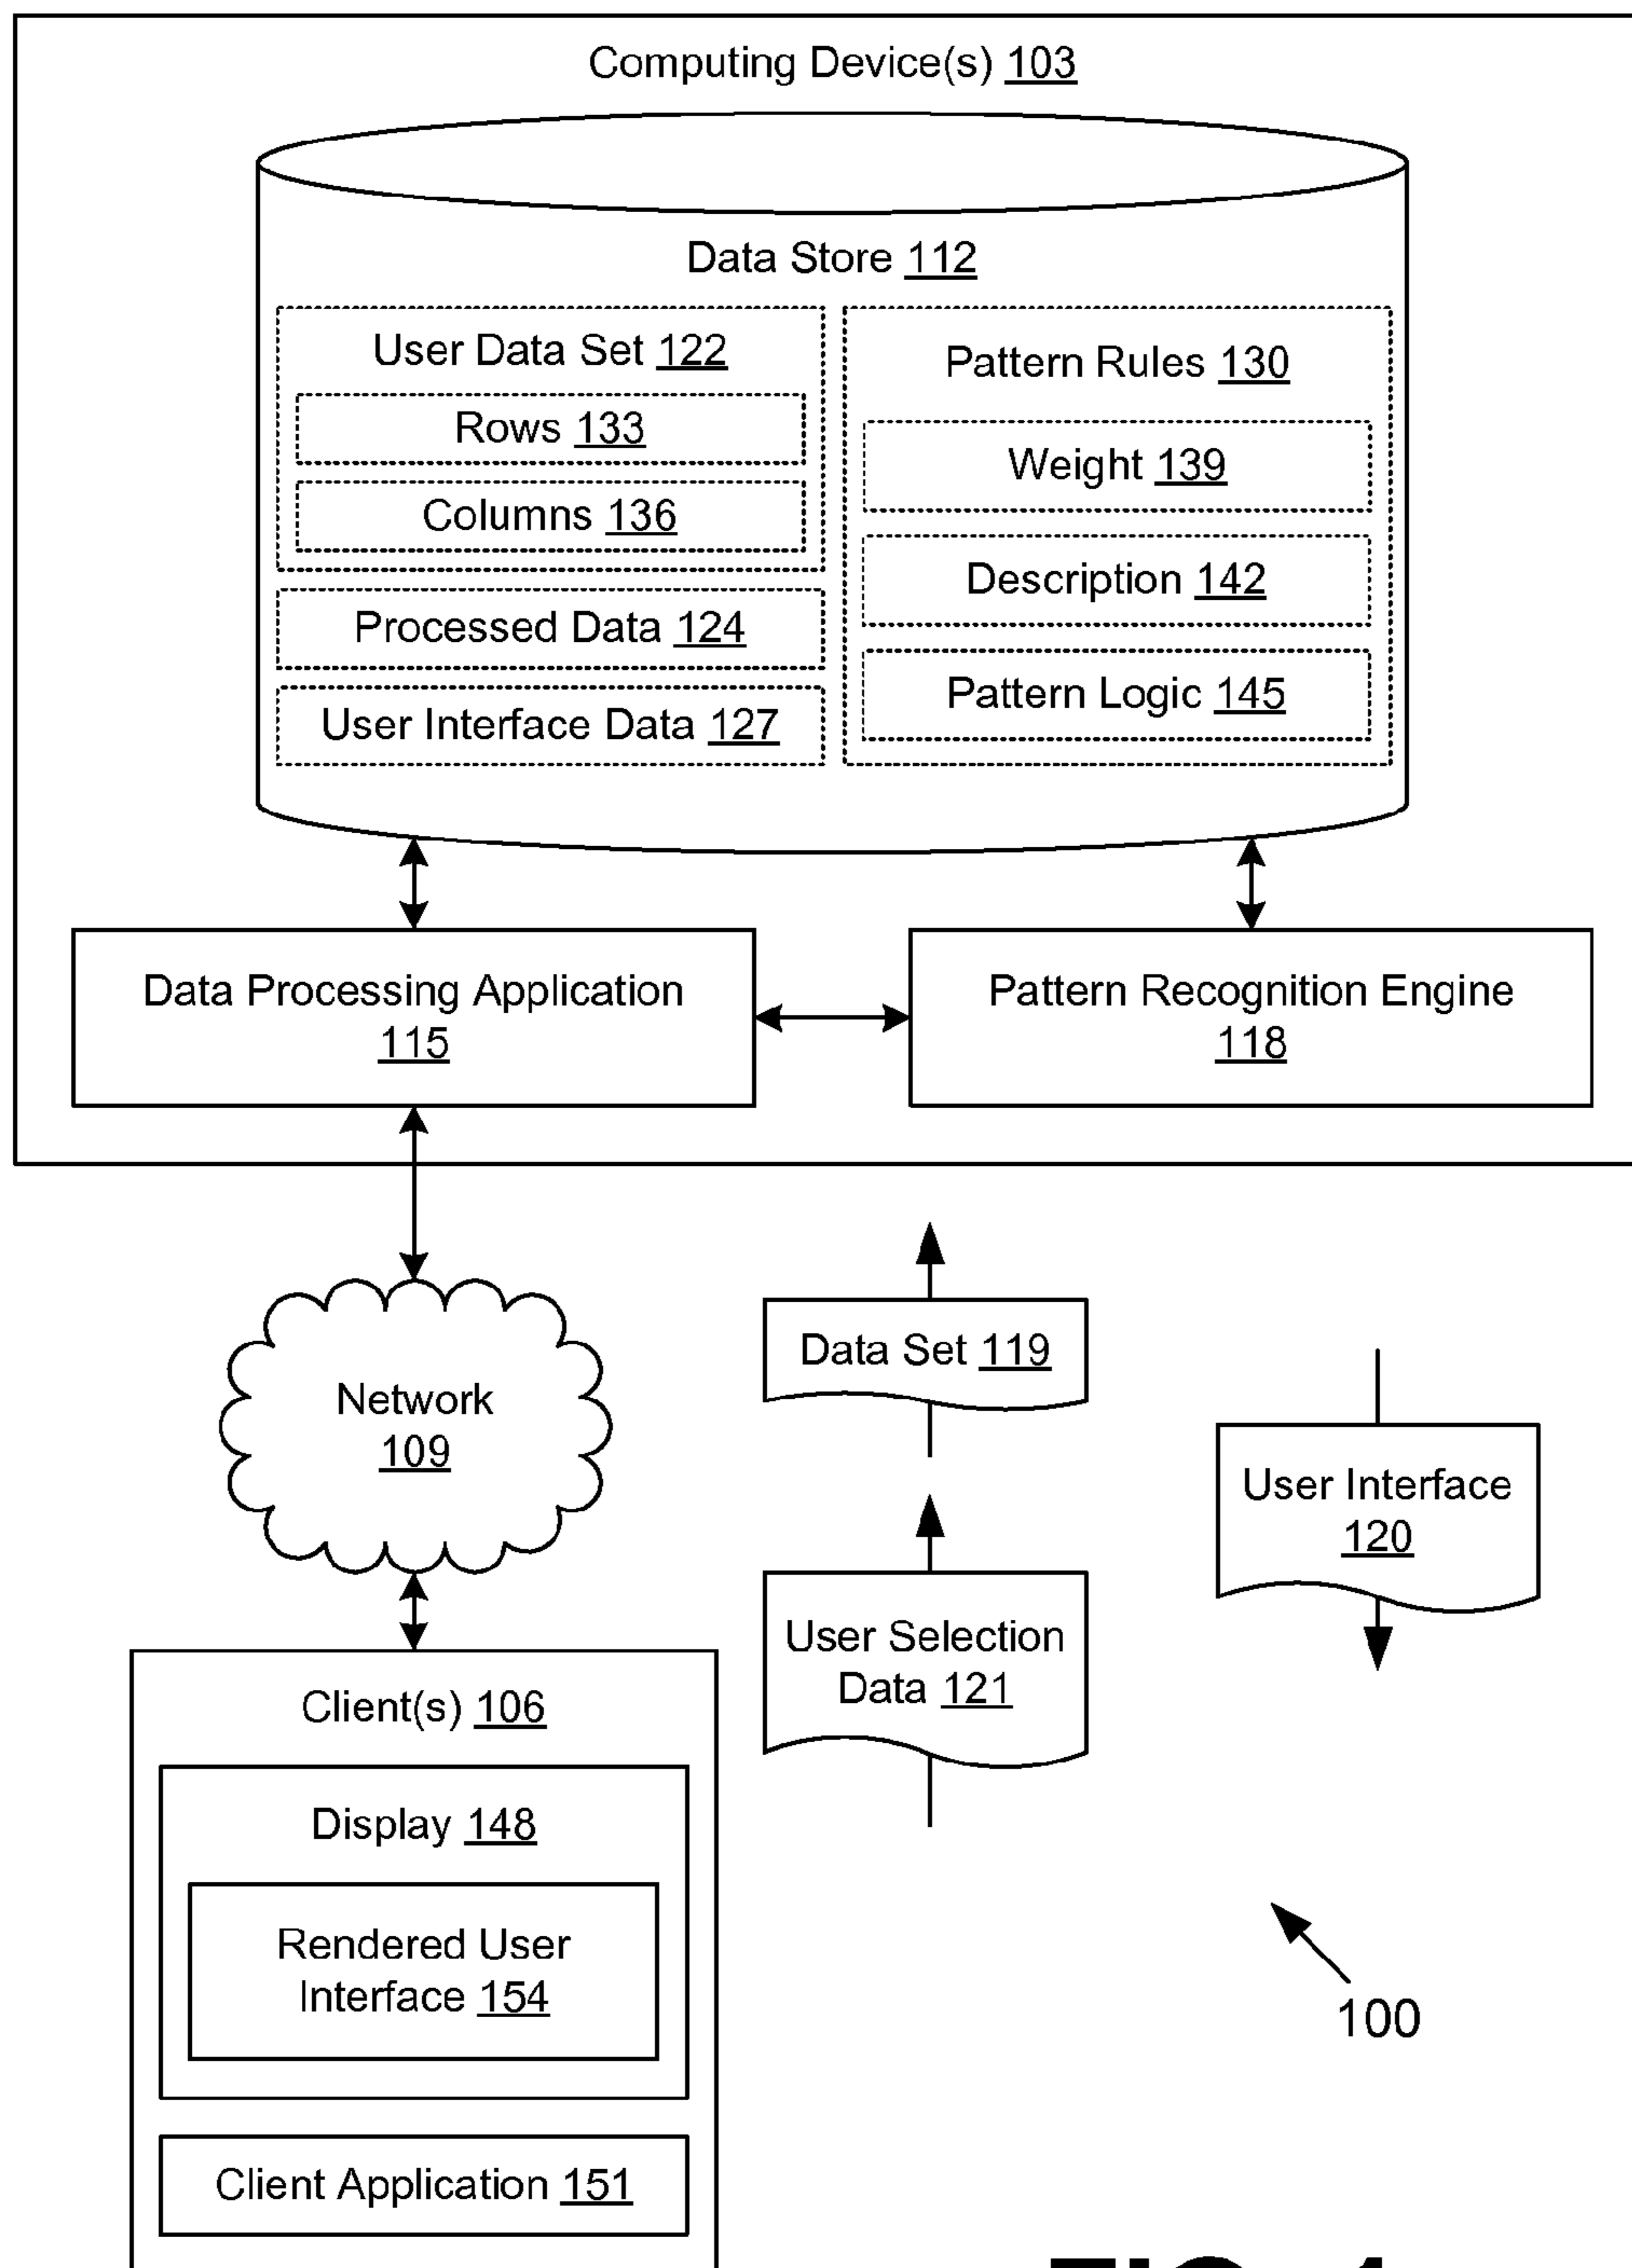 Computing Device(s) 103
Data Store 112
User Data Set 122
Rows 133
Columns 136
Processed Data 124
User Interface Data 127
Pattern Rules 130
Weight 139
Description 142
Pattern Logic 145
Data Processing Application
115
Pattern Recognition Engine
118
Network
109
Data Set 119
User Selection
Data 121
User Interface
120
Client(s) 106
Display 148
Rendered User
Interface 154
Client Application 151
100